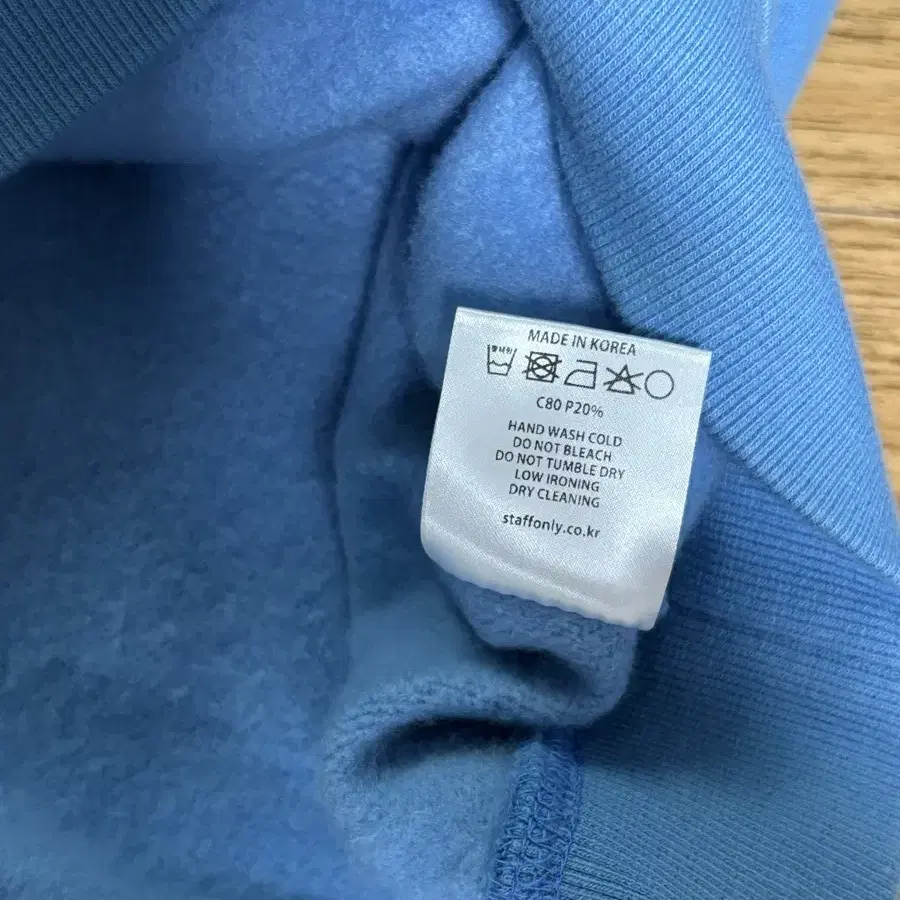 MADE IN KOREA
C80 P20%
HAND WASH COLD
DO NOT BLEACH
DO NOT TUMBLE DRY
LOW IRONING
DRY CLEANING
staffonly.co.kr